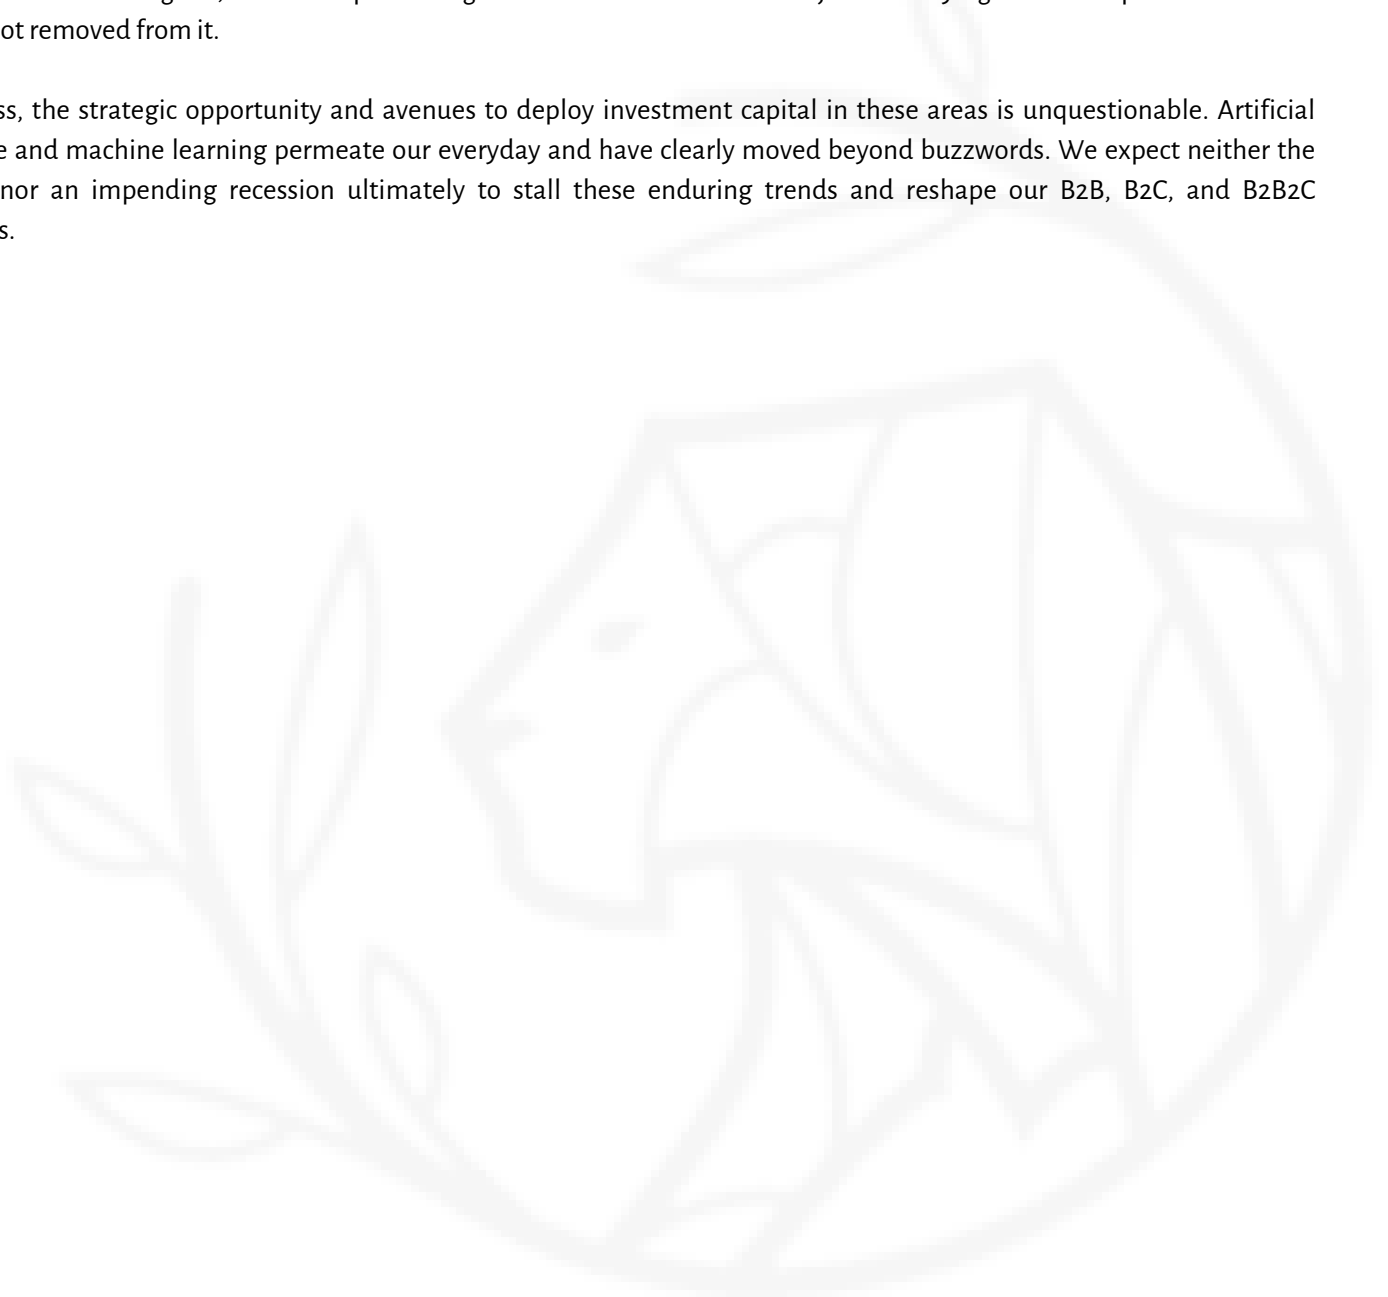 ot removed from it.
ss, the strategic opportunity and avenues to deploy investment capital in these areas is unquestionable. Artificial
e and machine learning permeate our everyday and have clearly moved beyond buzzwords. We expect neither the
nor an impending recession ultimately to stall these enduring trends and reshape our B2B, B2C, and B2B2C
s.